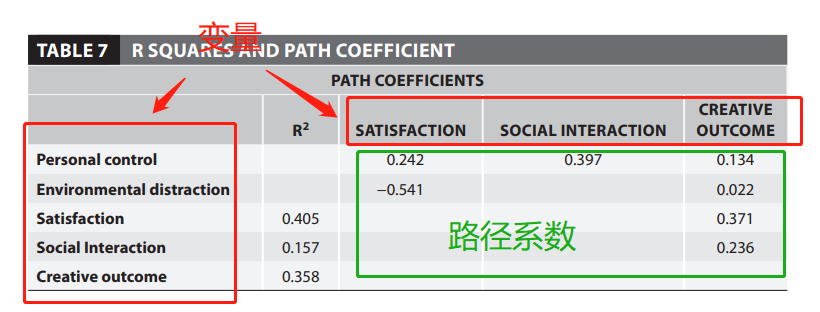 变量
TABLE 7 R SQUARES AND PATH COEFFICIENT
PATH COEFFICIENTS
R² SATISFACTION SOCIAL INTERACTION CREATIVE OUTCOME
Personal control 0.242 0.397 0.134
Environmental distraction −0.541 0.022
Satisfaction 0.405 0.371
Social Interaction 0.157 0.236
Creative outcome 0.358
路径系数